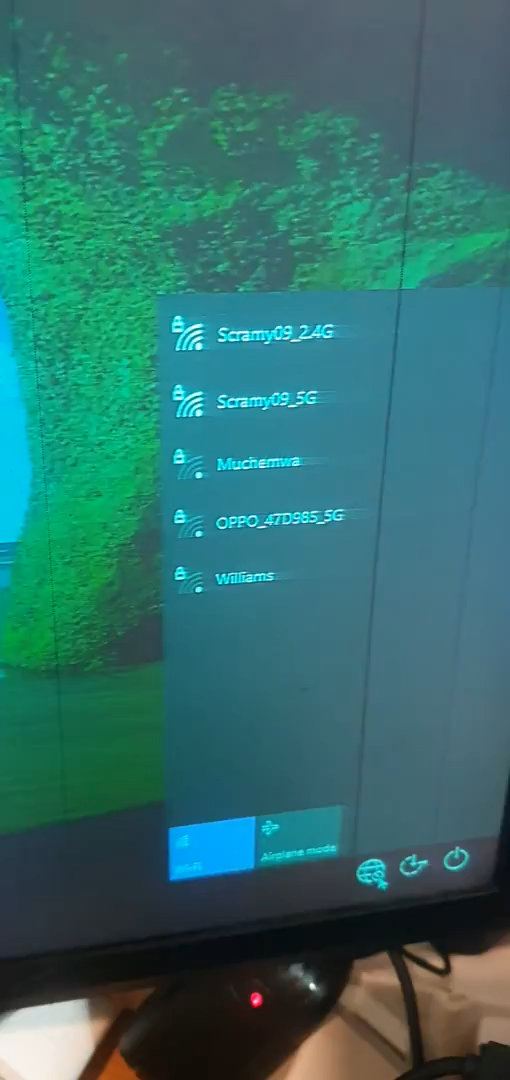 Scramy09_2.4G
Scramy09_5G
Muchemwa
OPPO_47D985_5G
Williams
Wi-Fi
Airplane mode